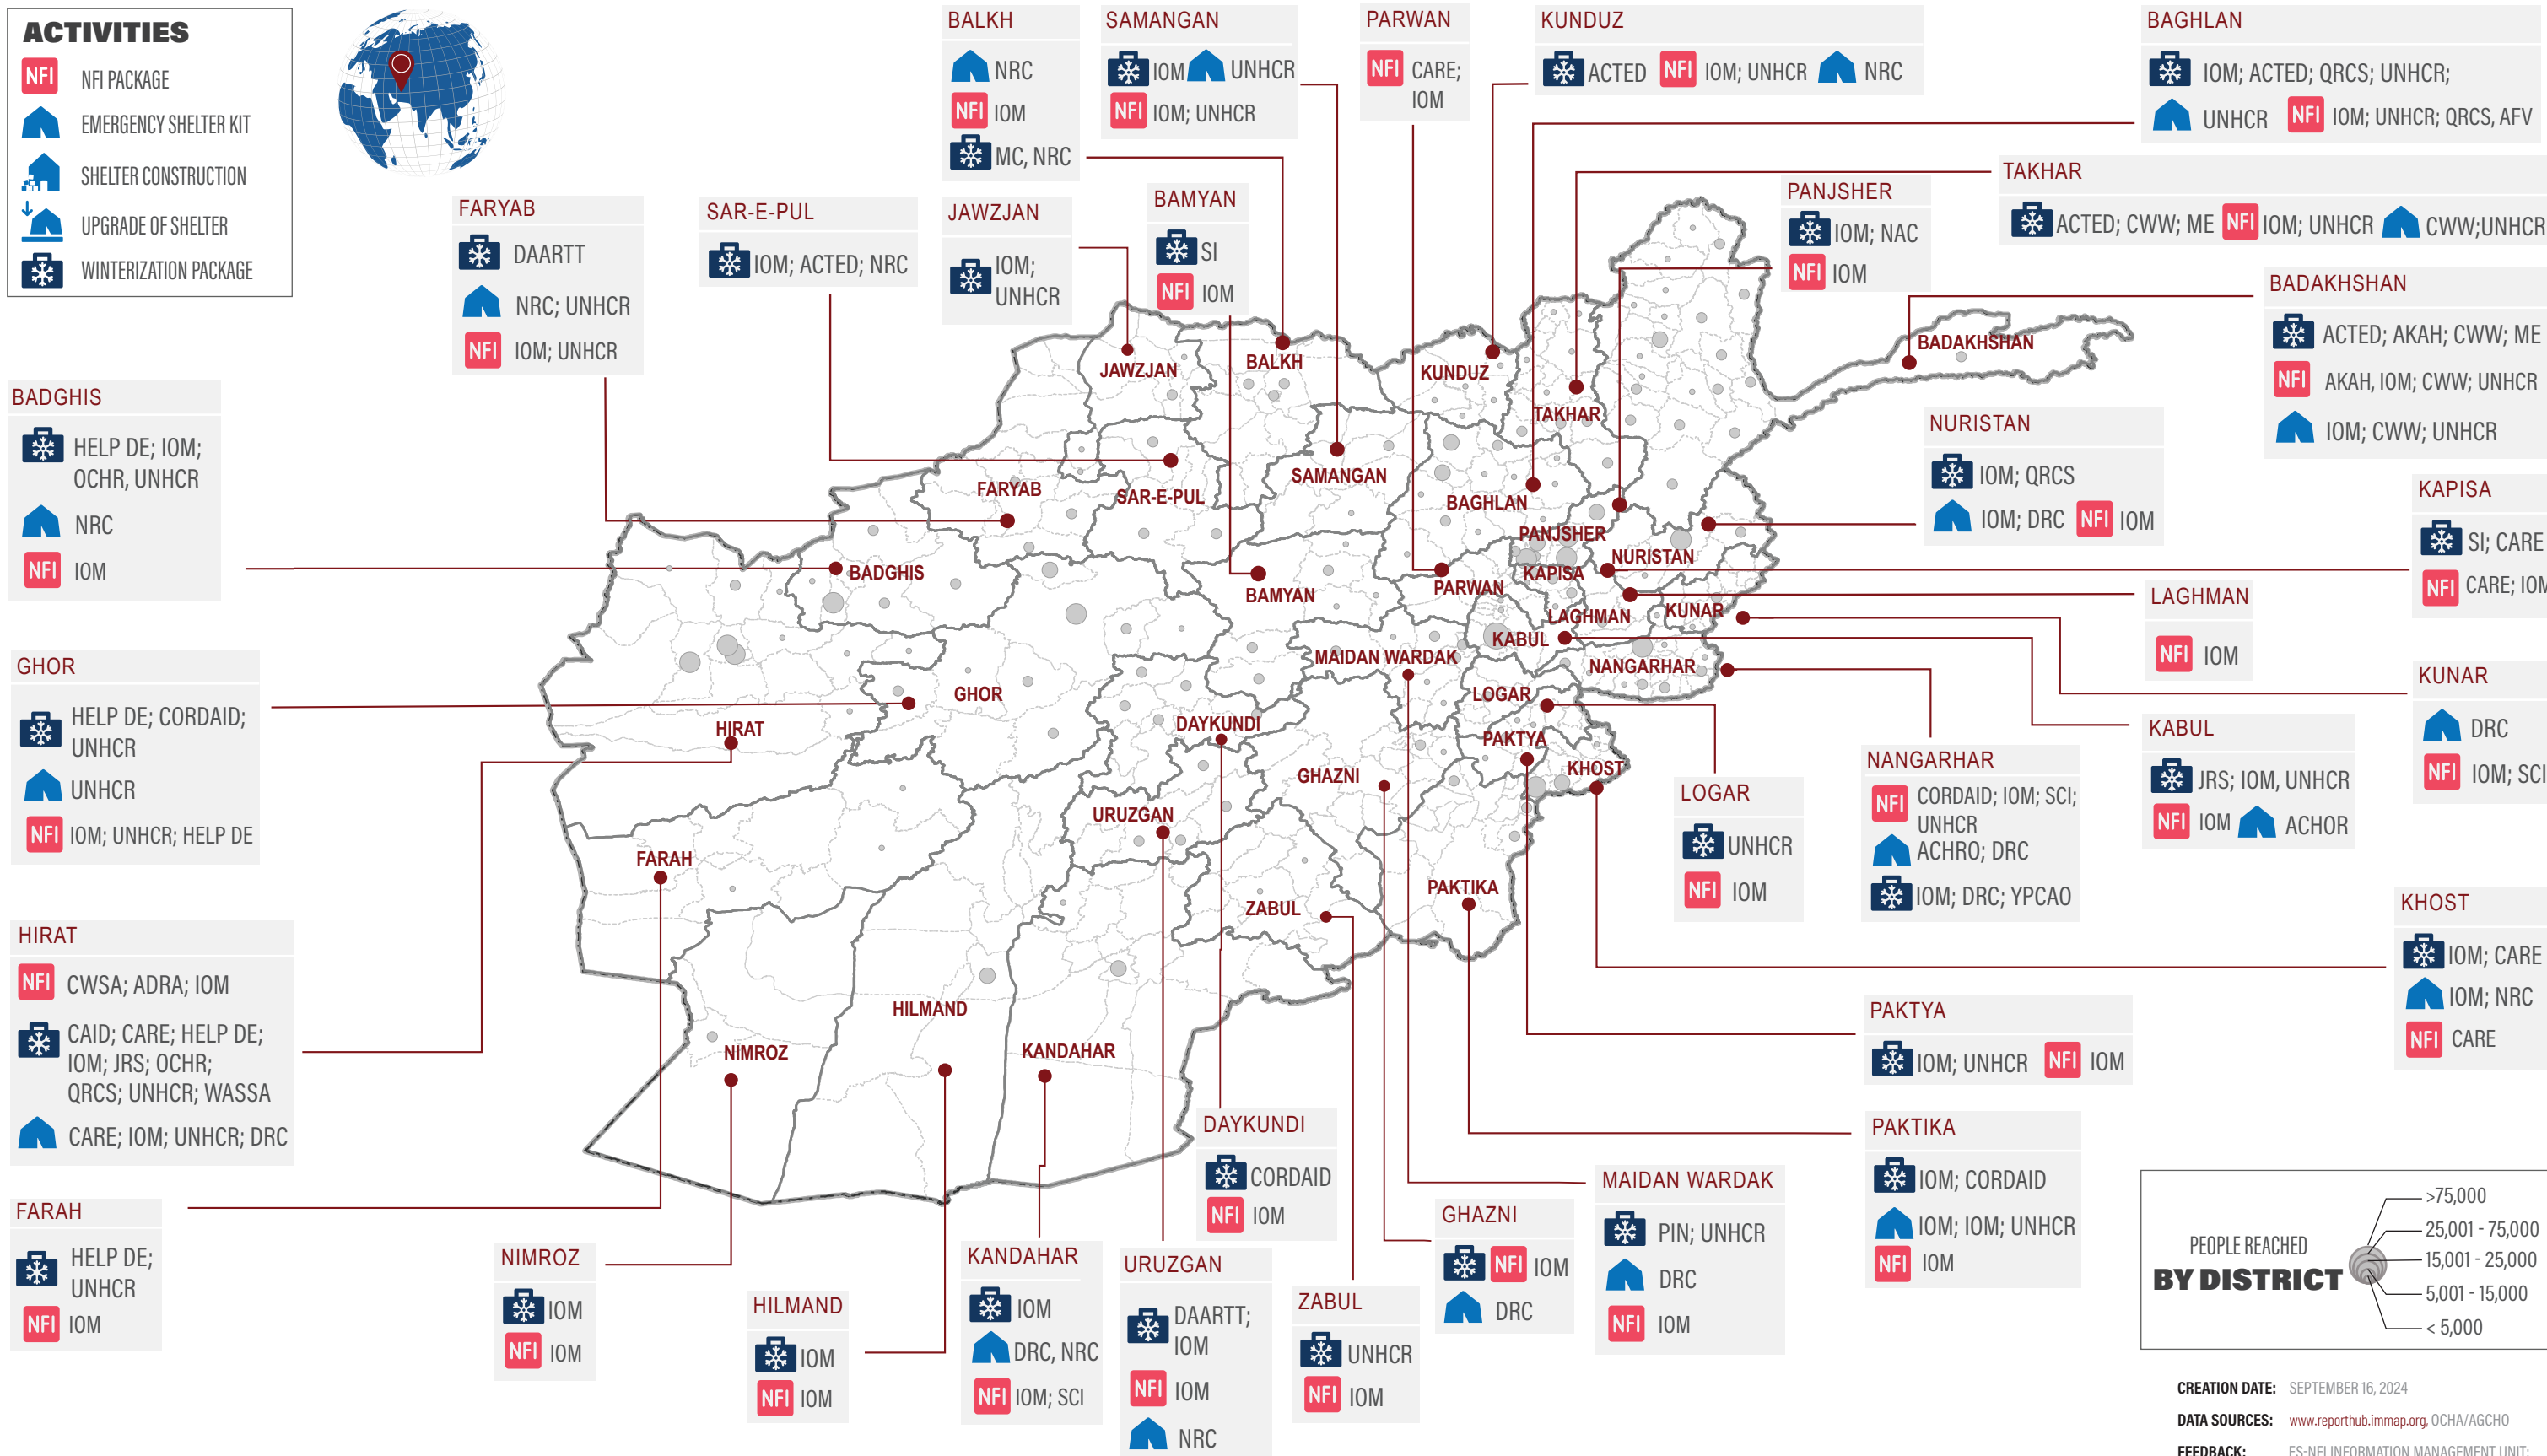 ACTIVITIES
NFI NFI PACKAGE
EMERGENCY SHELTER KIT
SHELTER CONSTRUCTION
UPGRADE OF SHELTER
WINTERIZATION PACKAGE
BALKH
NRC
NFI IOM
MC, NRC
SAMANGAN
IOM UNHCR
NFI IOM; UNHCR
PARWAN
NFI CARE;
IOM
KUNDUZ
ACTED NFI IOM; UNHCR NRC
BAGHLAN
IOM; ACTED; QRCS; UNHCR;
UNHCR NFI IOM; UNHCR; QRCS, AFV
TAKHAR
ACTED; CWW; ME NFI IOM; UNHCR CWW;UNHCR
PANJSHER
IOM; NAC
NFI IOM
FARYAB
DAARTT
NRC; UNHCR
NFI IOM; UNHCR
SAR-E-PUL
IOM; ACTED; NRC
JAWZJAN
IOM;
UNHCR
BAMYAN
SI
NFI IOM
BADAKHSHAN
ACTED; AKAH; CWW; ME
NFI AKAH, IOM; CWW; UNHCR
IOM; CWW; UNHCR
BADGHIS
HELP DE; IOM;
OCHR, UNHCR
NRC
NFI IOM
NURISTAN
IOM; QRCS
IOM; DRC NFI IOM
KAPISA
SI; CARE
NFI CARE; IOM
LAGHMAN
NFI IOM
GHOR
HELP DE; CORDAID;
UNHCR
UNHCR
NFI IOM; UNHCR; HELP DE
KUNAR
DRC
NFI IOM; SCI
KABUL
JRS; IOM, UNHCR
NFI IOM ACHOR
NANGARHAR
NFI CORDAID; IOM; SCI;
UNHCR
ACHRO; DRC
IOM; DRC; YPCAO
LOGAR
UNHCR
NFI IOM
HIRAT
NFI CWSA; ADRA; IOM
CAID; CARE; HELP DE;
IOM; JRS; OCHR;
QRCS; UNHCR; WASSA
CARE; IOM; UNHCR; DRC
KHOST
IOM; CARE
IOM; NRC
NFI CARE
PAKTYA
IOM; UNHCR NFI IOM
PAKTIKA
IOM; CORDAID
IOM; IOM; UNHCR
NFI IOM
FARAH
HELP DE;
UNHCR
NFI IOM
NIMROZ
IOM
NFI IOM
HILMAND
IOM
NFI IOM
KANDAHAR
IOM
DRC, NRC
NFI IOM; SCI
URUZGAN
DAARTT;
IOM
NFI IOM
NRC
DAYKUNDI
CORDAID
NFI IOM
ZABUL
UNHCR
NFI IOM
GHAZNI
NFI IOM
DRC
MAIDAN WARDAK
PIN; UNHCR
DRC
NFI IOM
JAWZJAN
BALKH
KUNDUZ
TAKHAR
BADAKHSHAN
FARYAB
SAR-E-PUL
SAMANGAN
BAGHLAN
PANJSHER
NURISTAN
BADGHIS
BAMYAN
PARWAN
KAPISA
LAGHMAN
KUNAR
KABUL
MAIDAN WARDAK
NANGARHAR
GHOR
LOGAR
HIRAT
DAYKUNDI
PAKTYA
GHAZNI
KHOST
URUZGAN
FARAH
PAKTIKA
ZABUL
HILMAND
NIMROZ
KANDAHAR
PEOPLE REACHED
BY DISTRICT
>75,000
25,001 - 75,000
15,001 - 25,000
5,001 - 15,000
< 5,000
CREATION DATE: SEPTEMBER 16, 2024
DATA SOURCES: www.reporthub.immap.org, OCHA/AGCHO
FEEDBACK: ES-NFI INFORMATION MANAGEMENT UNIT: